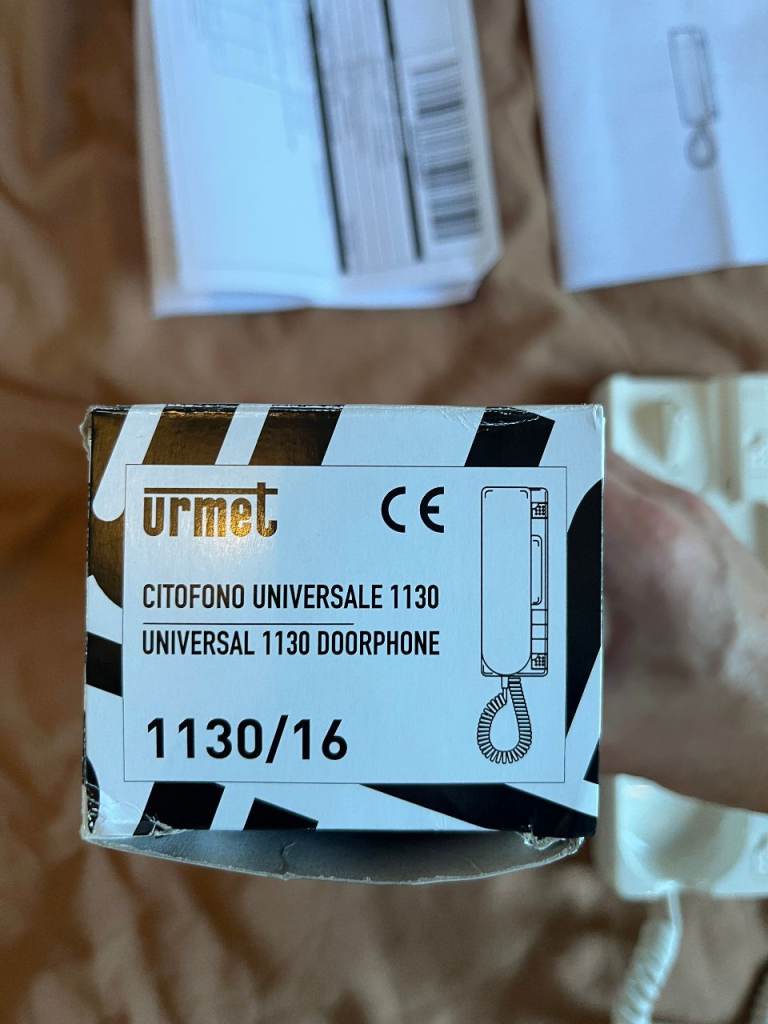 urmet
CE
CITOFONO UNIVERSALE 1130
UNIVERSAL 1130 DOORPHONE
1130/16